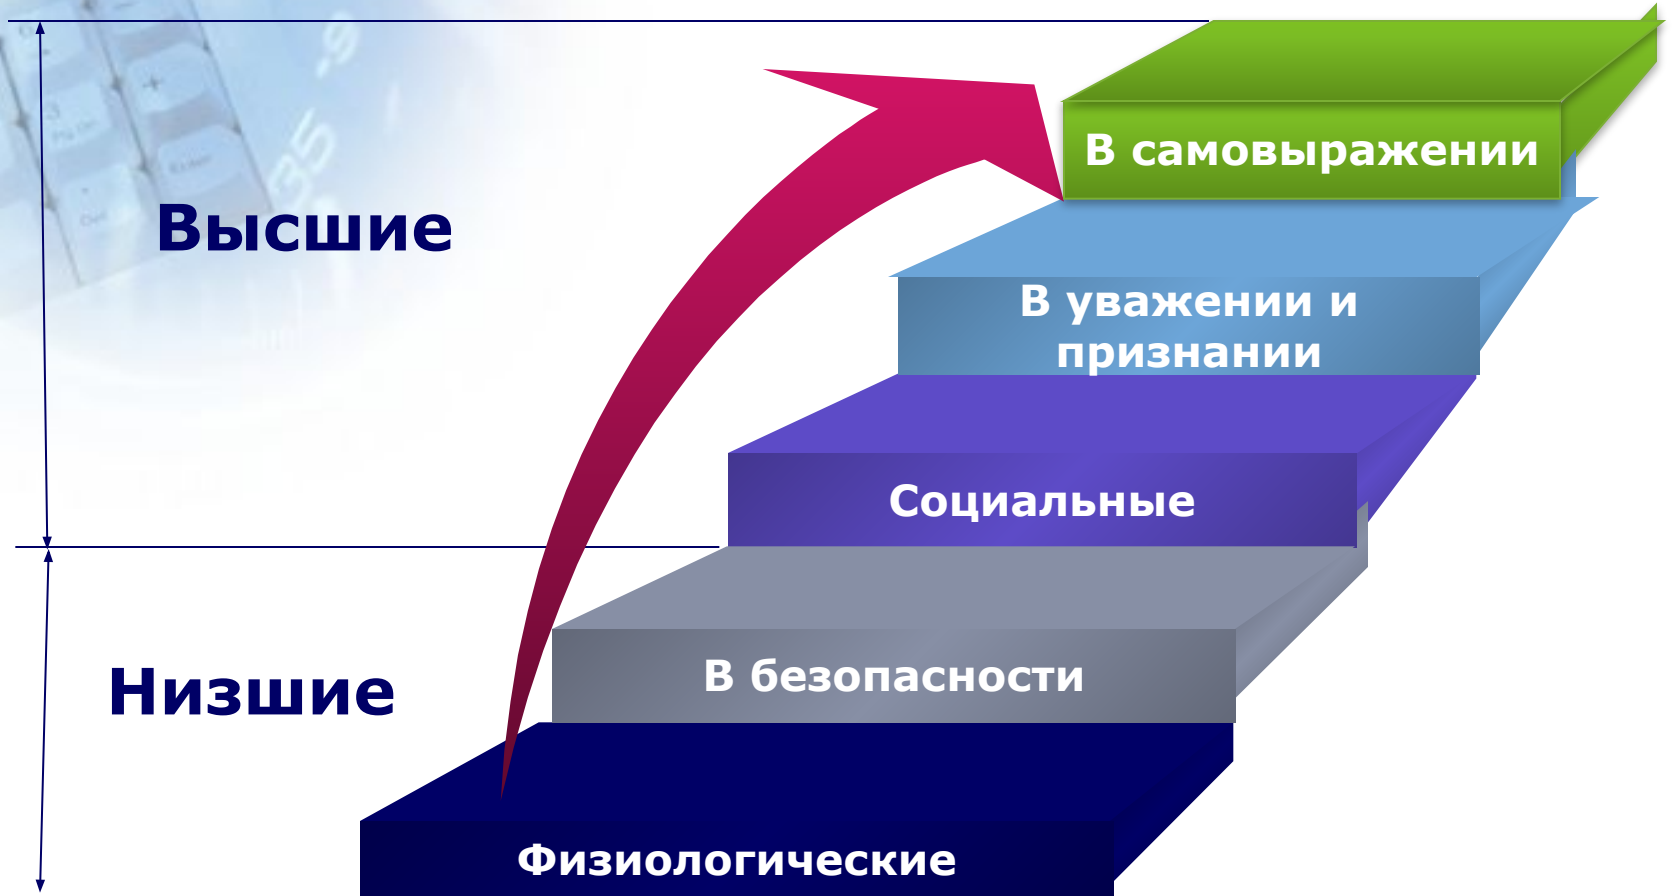 В самовыражении
Высшие
В уважении и
признании
Социальные
В безопасности
Низшие
Физиологические